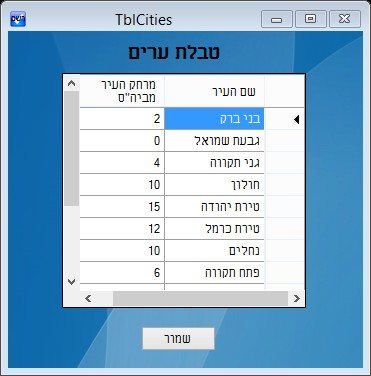 TblCities
טבלת ערים
שם העיר מרחק העיר
מביה"ס
בני ברק 2
גבעת שמואל 0
גני תקווה 4
חולון 10
טירת יהודה 15
טירת כרמל 12
נחלים 10
פתח תקווה 6
שמור